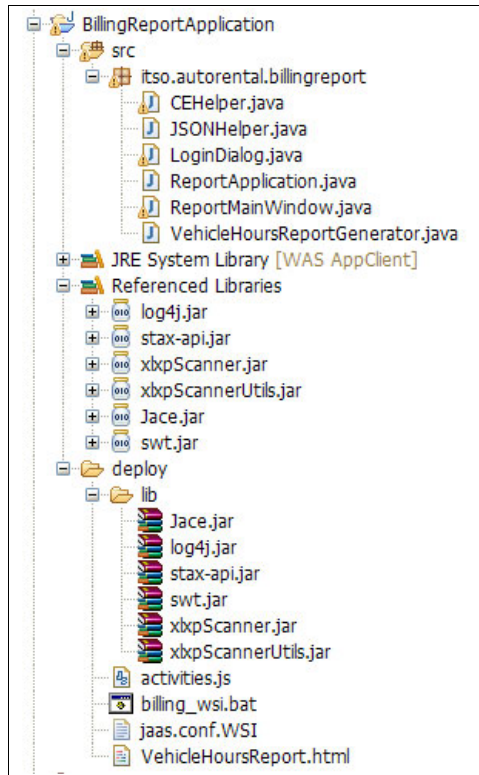 BillingReportApplication
src
itso.autorental.billingreport
CEHelper.java
JSONHelper.java
LoginDialog.java
ReportApplication.java
ReportMainWindow.java
VehicleHoursReportGenerator.java
JRE System Library [WAS AppClient]
Referenced Libraries
log4j.jar
stax-api.jar
xlxpScanner.jar
xlxpScannerUtils.jar
Jace.jar
swt.jar
deploy
lib
Jace.jar
log4j.jar
stax-api.jar
swt.jar
xlxpScanner.jar
xlxpScannerUtils.jar
activities.js
billing_wsi.bat
jaas.conf.WSI
VehicleHoursReport.html